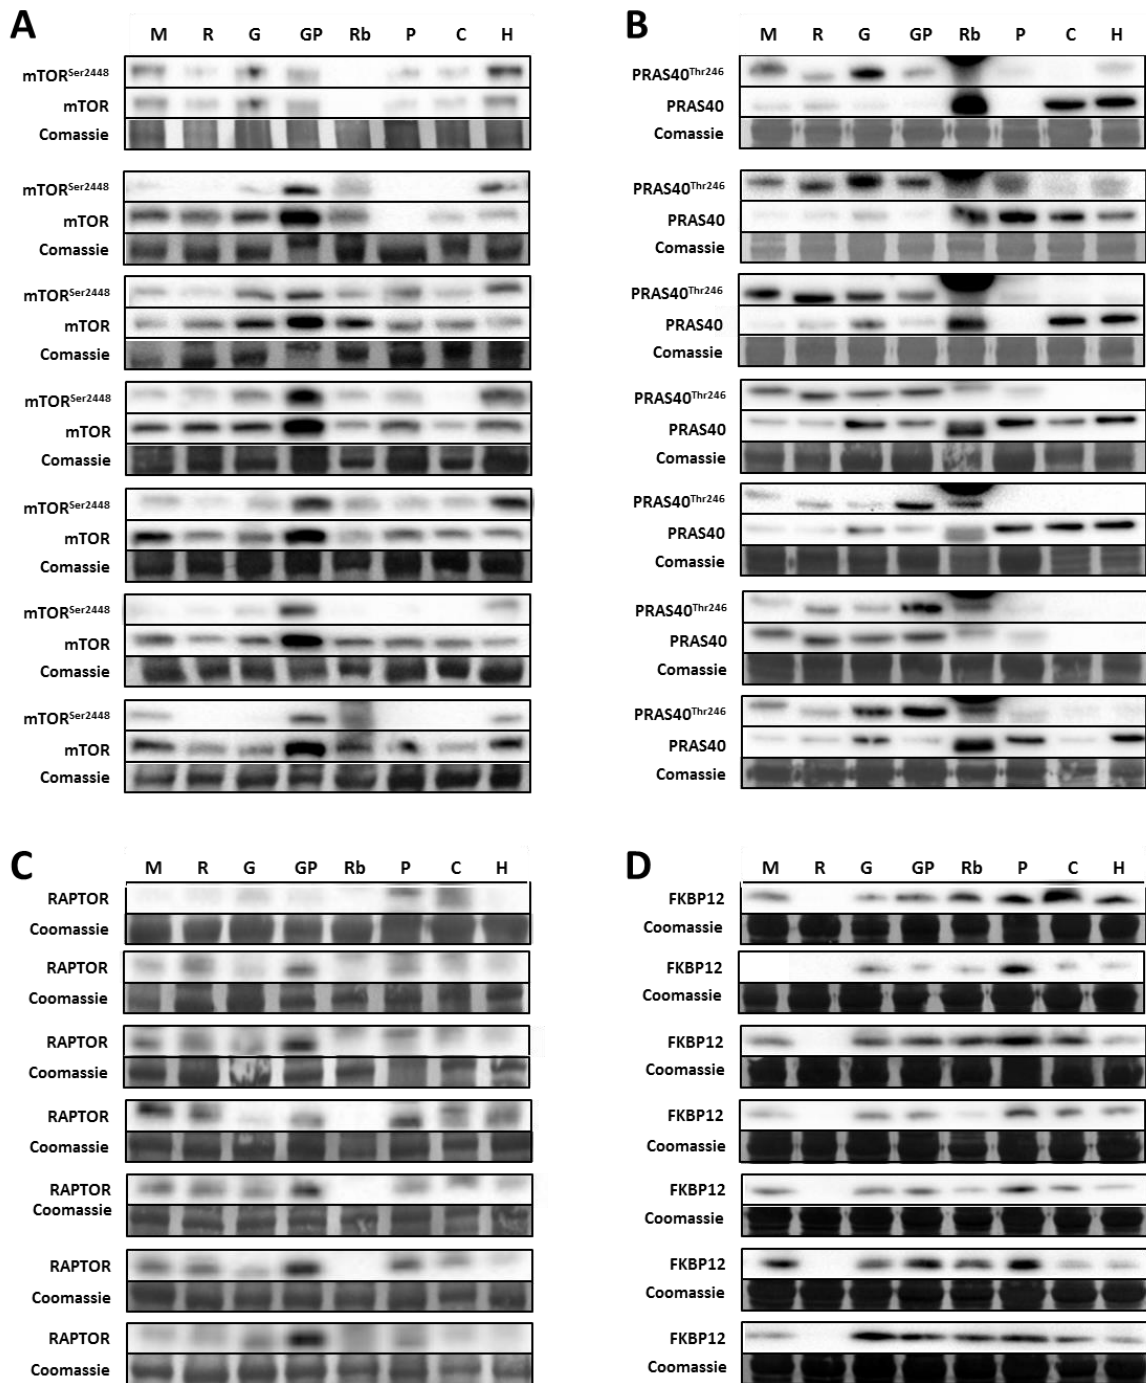 A
M R G GP Rb P C H
mTOR^Ser2448
mTOR
Comassie
mTOR^Ser2448
mTOR
Comassie
mTOR^Ser2448
mTOR
Comassie
mTOR^Ser2448
mTOR
Comassie
mTOR^Ser2448
mTOR
Comassie
mTOR^Ser2448
mTOR
Comassie
mTOR^Ser2448
mTOR
Comassie
B
M R G GP Rb P C H
PRAS40^Thr246
PRAS40
Comassie
PRAS40^Thr246
PRAS40
Comassie
PRAS40^Thr246
PRAS40
Comassie
PRAS40^Thr246
PRAS40
Comassie
PRAS40^Thr246
PRAS40
Comassie
PRAS40^Thr246
PRAS40
Comassie
PRAS40^Thr246
PRAS40
Comassie
C
M R G GP Rb P C H
RAPTOR
Coomassie
RAPTOR
Coomassie
RAPTOR
Coomassie
RAPTOR
Coomassie
RAPTOR
Coomassie
RAPTOR
Coomassie
RAPTOR
Coomassie
D
M R G GP Rb P C H
FKBP12
Coomassie
FKBP12
Coomassie
FKBP12
Coomassie
FKBP12
Coomassie
FKBP12
Coomassie
FKBP12
Coomassie
FKBP12
Coomassie